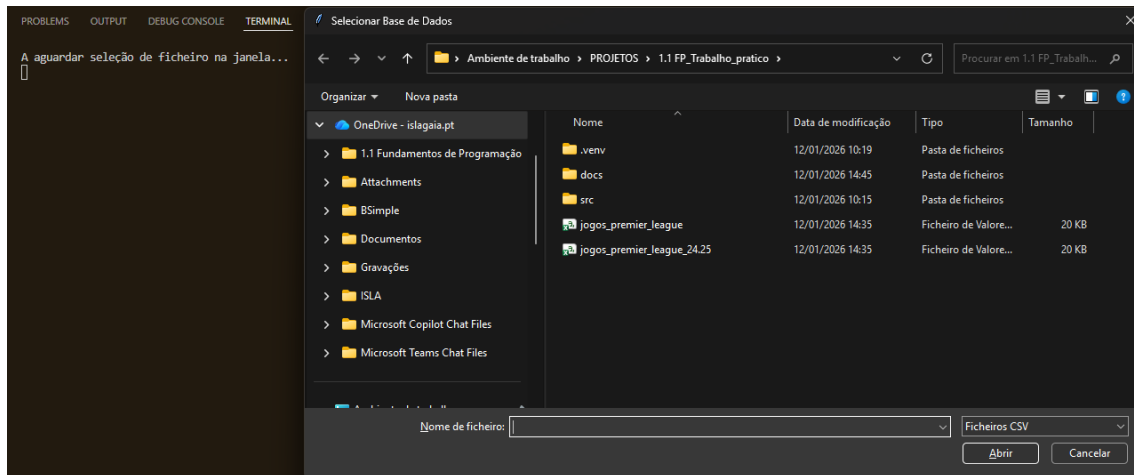 PROBLEMS OUTPUT DEBUG CONSOLE TERMINAL
A aguardar seleção de ficheiro na janela...
Selecionar Base de Dados
Ambiente de trabalho > PROJETOS > 1.1 FP_Trabalho_pratico >
Procurar em 1.1 FP_Trabalh...
Organizar Nova pasta
OneDrive - islagaia.pt
1.1 Fundamentos de Programação
Attachments
BSimple
Documentos
Gravações
ISLA
Microsoft Copilot Chat Files
Microsoft Teams Chat Files
Nome Data de modificação Tipo Tamanho
.venv 12/01/2026 10:19 Pasta de ficheiros
docs 12/01/2026 14:45 Pasta de ficheiros
src 12/01/2026 10:15 Pasta de ficheiros
jogos_premier_league 12/01/2026 14:35 Ficheiro de Valore... 20 KB
jogos_premier_league_24.25 12/01/2026 14:35 Ficheiro de Valore... 20 KB
Nome de ficheiro: Ficheiros CSV
Abrir Cancelar